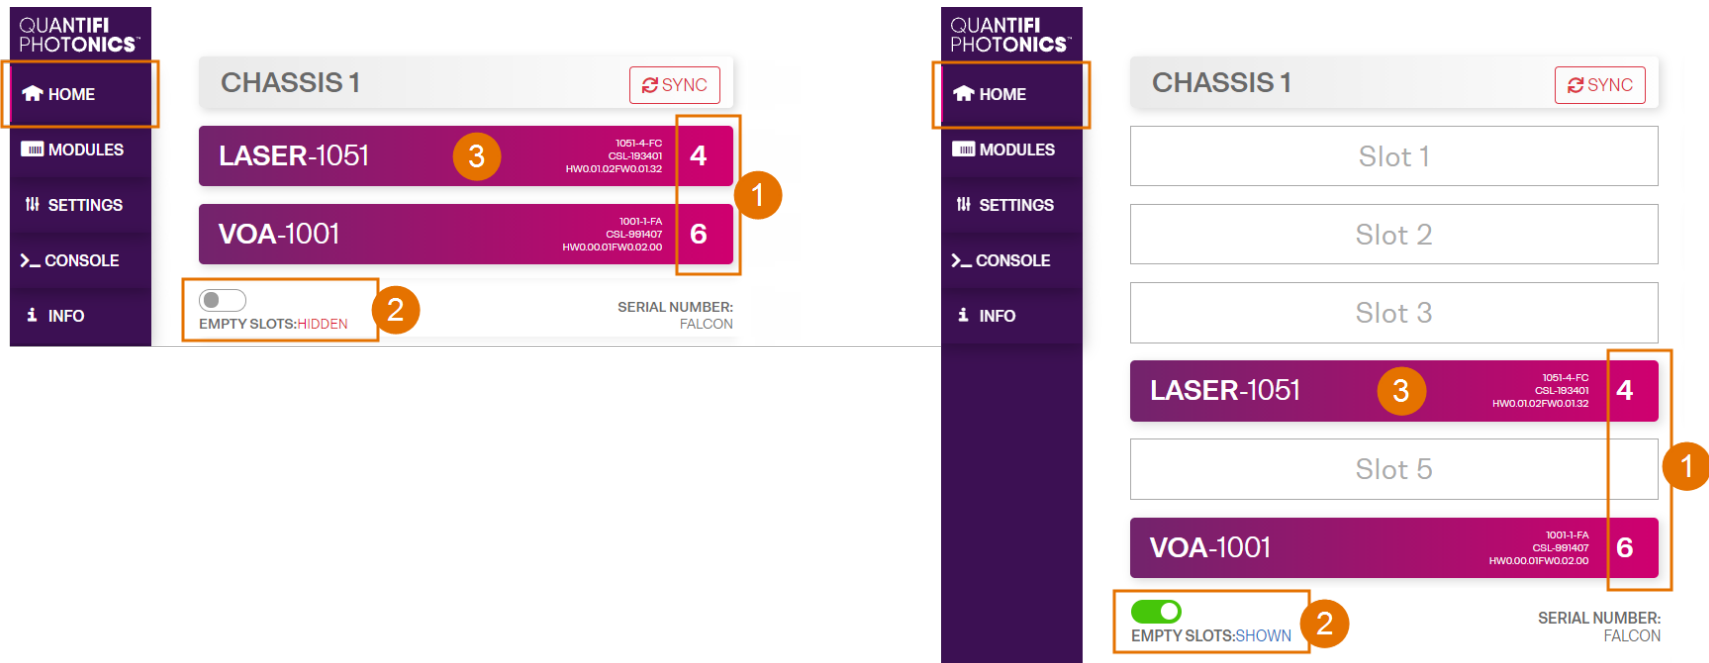 QUANTIFI
PHOTONICS™
HOME
MODULES
SETTINGS
CONSOLE
INFO
CHASSIS 1
SYNC
LASER-1051
3
1051-4-FC
CSL-193401
HW0.01.02FW0.01.32
4
1
VOA-1001
1001-1-FA
CSL-991407
HW0.00.01FW0.02.00
6
EMPTY SLOTS:HIDDEN
2
SERIAL NUMBER:
FALCON
QUANTIFI
PHOTONICS™
HOME
MODULES
SETTINGS
CONSOLE
INFO
CHASSIS 1
SYNC
Slot 1
Slot 2
Slot 3
LASER-1051
3
1051-4-FC
CSL-193401
HW0.01.02FW0.01.32
4
Slot 5
1
VOA-1001
1001-1-FA
CSL-991407
HW0.00.01FW0.02.00
6
EMPTY SLOTS:SHOWN
2
SERIAL NUMBER:
FALCON